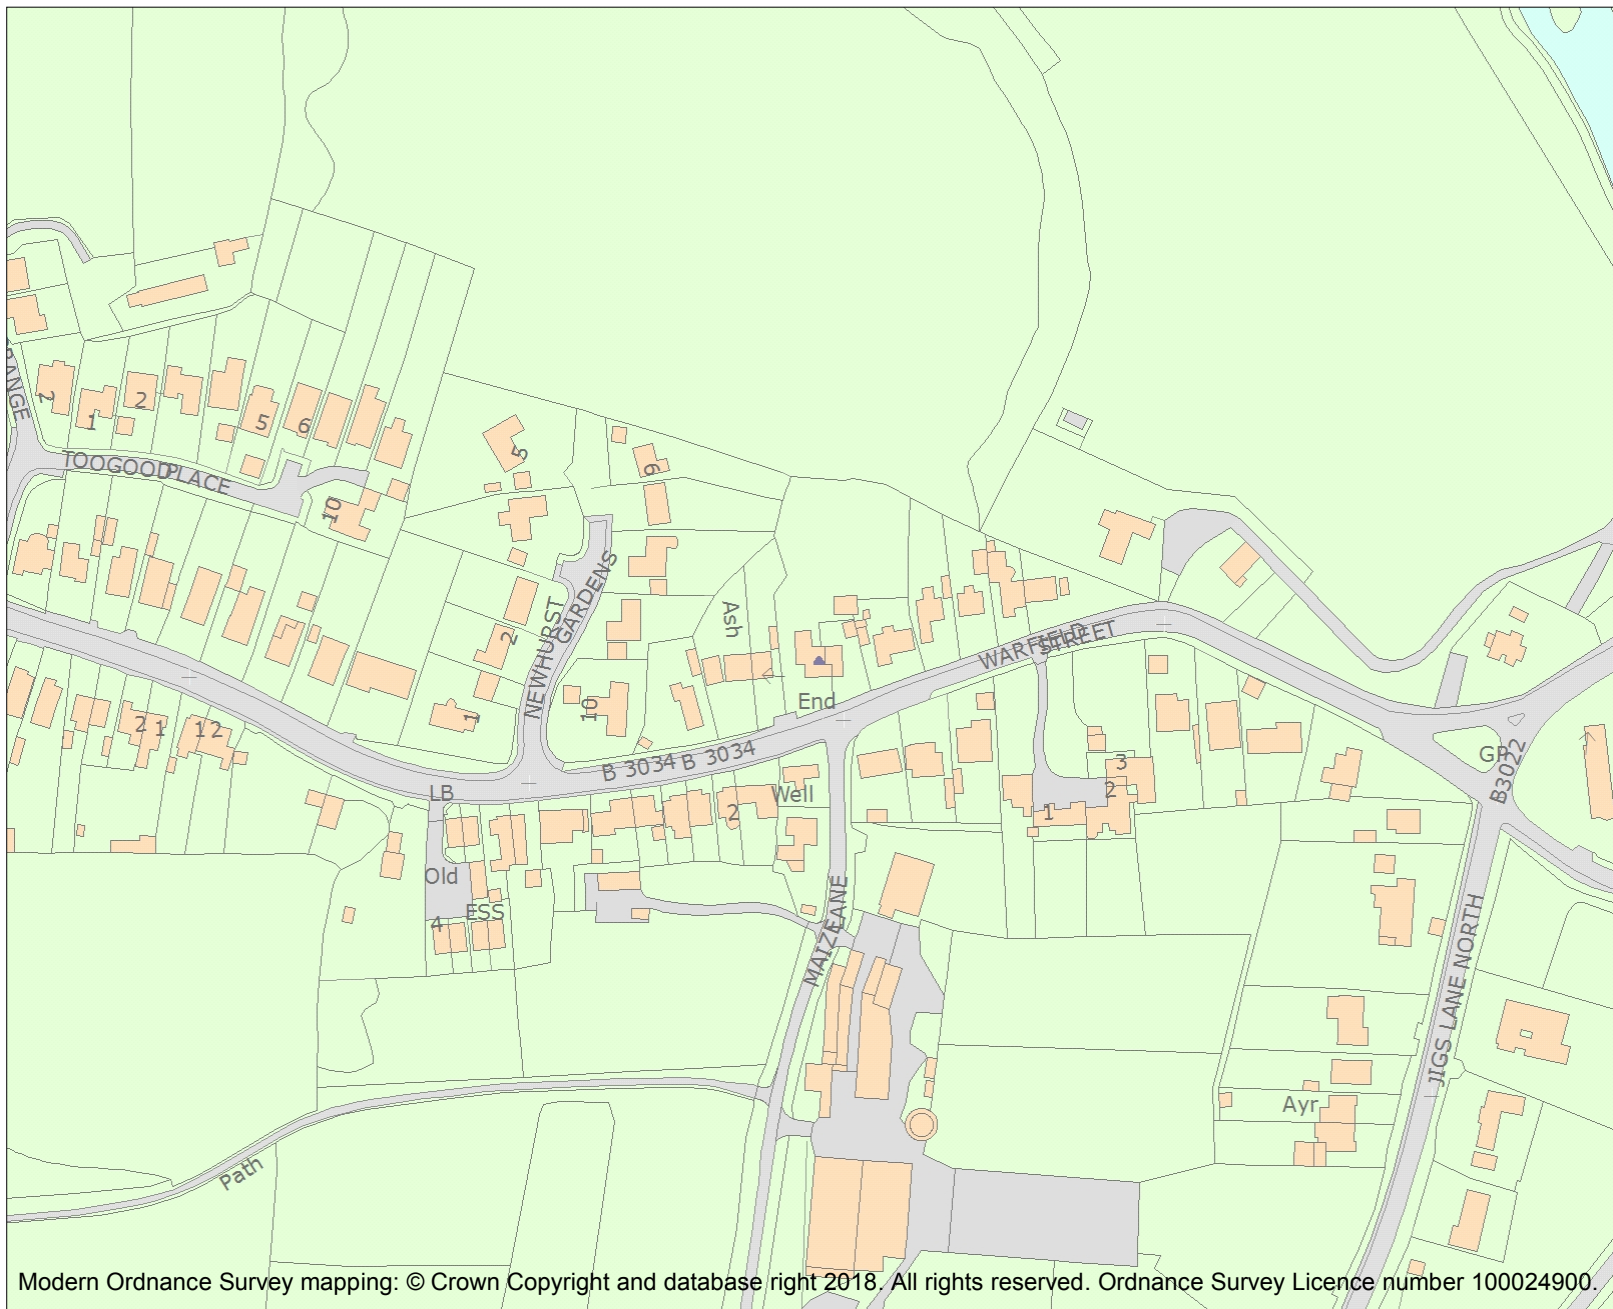 RANGE
2
1
2
5
6
TOOGOOD PLACE
10
5
6
NEWHURST
GARDENS
2
1
10
Ash
End
WARFIELD
STREET
2 1
1 2
B 3034
B 3034
LB
Well
2
3
2
1
GP
B3022
Old
ESS
4
MAIZE
LANE
JIGS LANE NORTH
Ayr
Path
Modern Ordnance Survey mapping: © Crown Copyright and database right 2018. All rights reserved. Ordnance Survey Licence number 100024900.